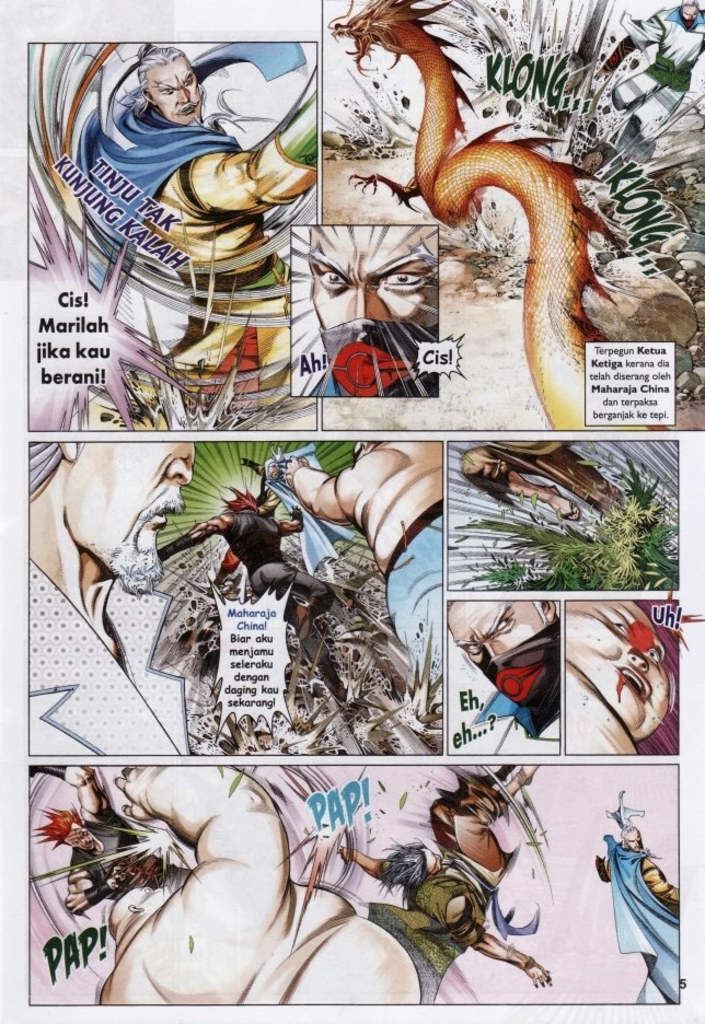 TINJU TAK
KUNJUNG KALAH
Cis!
Marilah
jika kau
berani!
KLONG...
KLONG...
Ah!
Cis!
Terpegun Ketua
Ketiga kerana dia
telah diserang oleh
Maharaja China
dan terpaksa
berganjak ke tepi.
Maharaja
China!
Biar aku
menjamu
seleraku
dengan
daging kau
sekarang!
Eh,
eh...?
Uh!
PAP!
PAP!
5